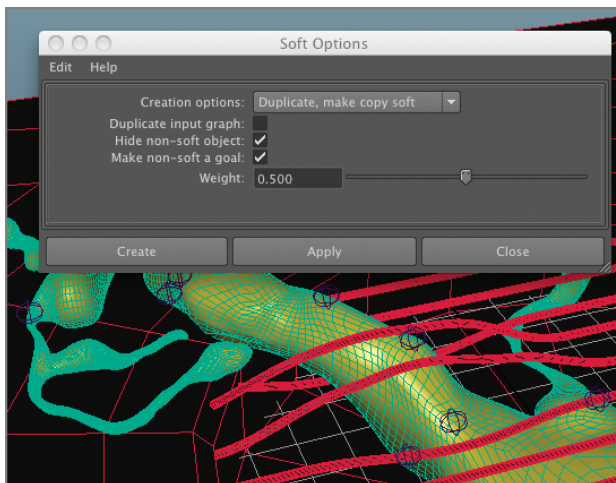 Soft Options
Edit Help
Creation options: Duplicate, make copy soft
Duplicate input graph:
Hide non-soft object:
Make non-soft a goal:
Weight: 0.500
Create Apply Close